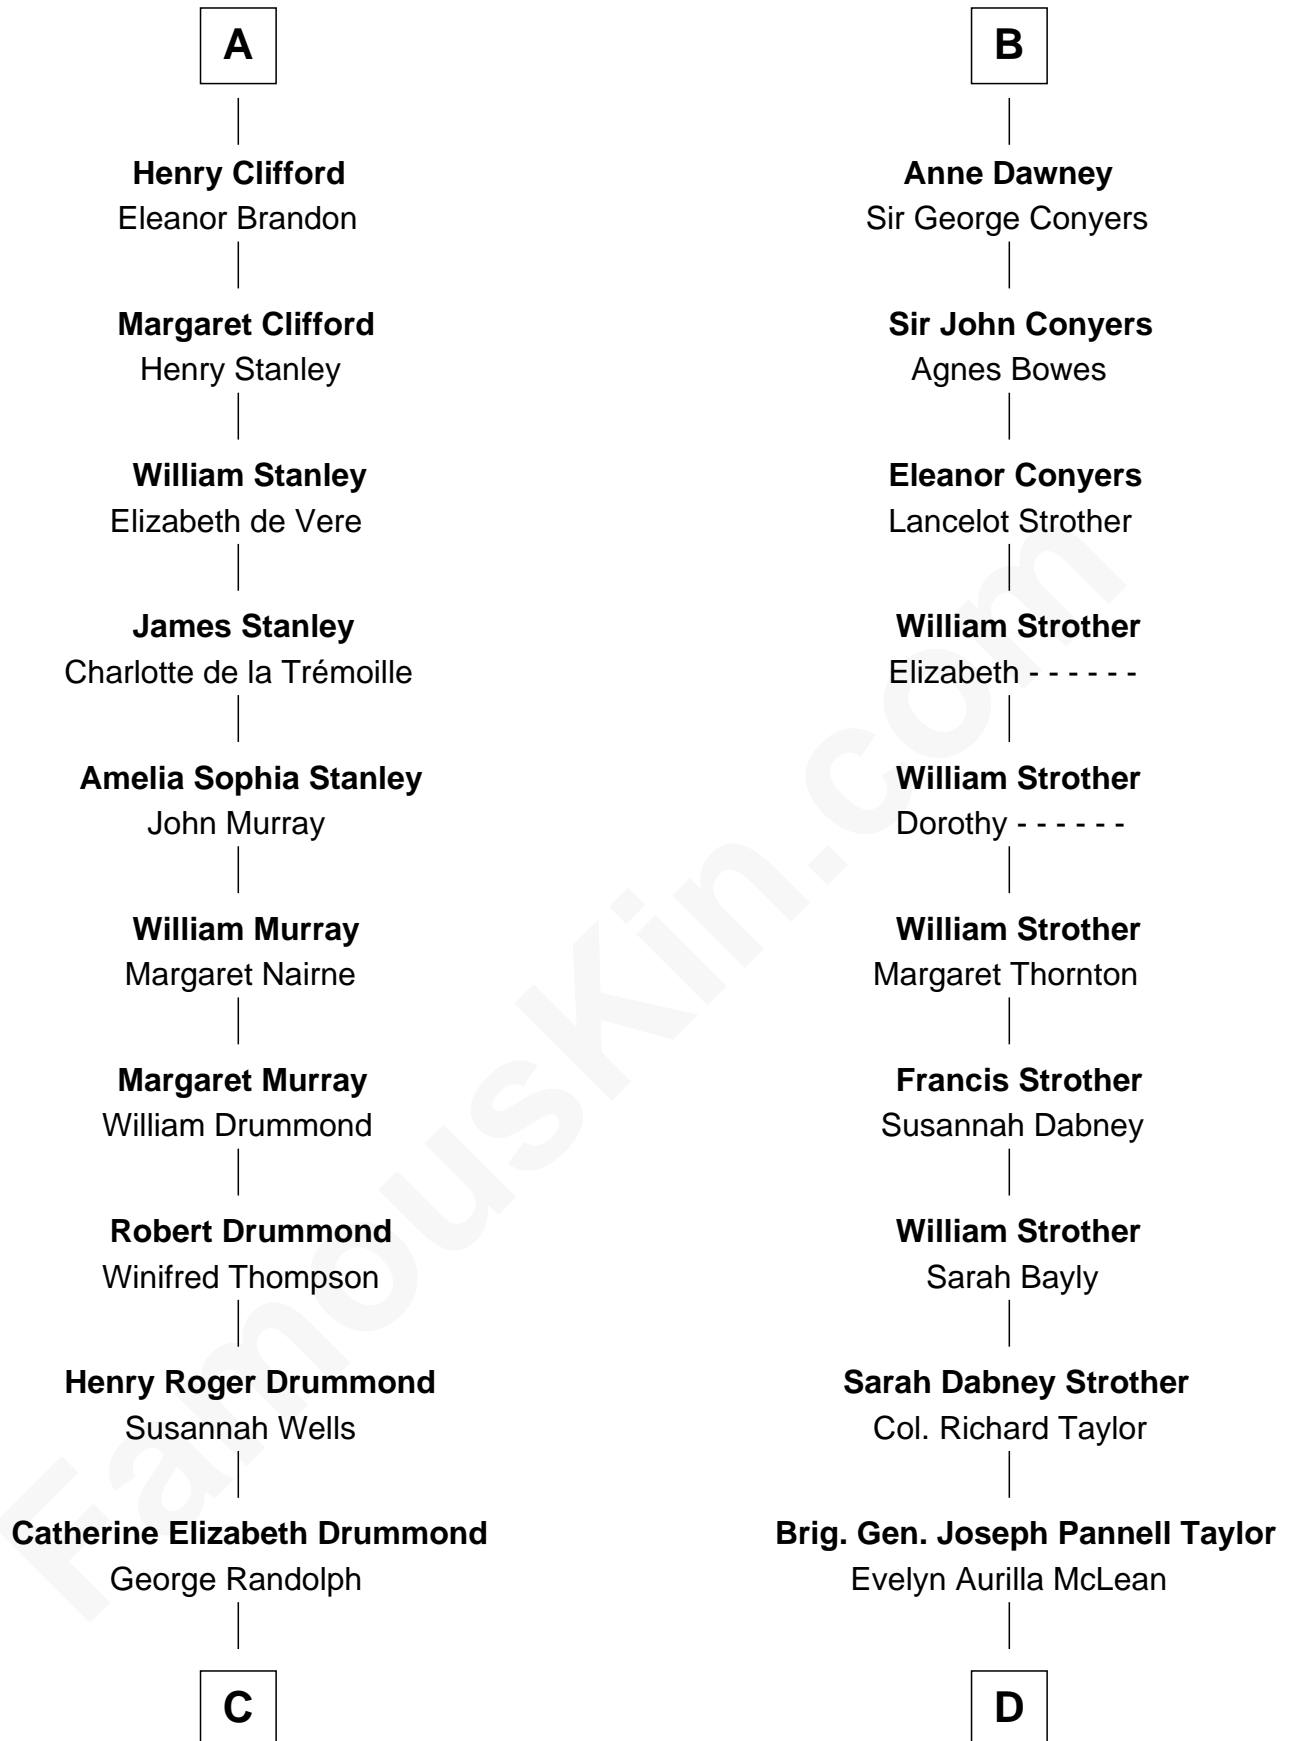 A
Henry Clifford
Eleanor Brandon
Margaret Clifford
Henry Stanley
William Stanley
Elizabeth de Vere
James Stanley
Charlotte de la Trémoille
Amelia Sophia Stanley
John Murray
William Murray
Margaret Nairne
Margaret Murray
William Drummond
Robert Drummond
Winifred Thompson
Henry Roger Drummond
Susannah Wells
Catherine Elizabeth Drummond
George Randolph
C
B
Anne Dawney
Sir George Conyers
Sir John Conyers
Agnes Bowes
Eleanor Conyers
Lancelot Strother
William Strother
Elizabeth - - - - - -
William Strother
Dorothy - - - - - -
William Strother
Margaret Thornton
Francis Strother
Susannah Dabney
William Strother
Sarah Bayly
Sarah Dabney Strother
Col. Richard Taylor
Brig. Gen. Joseph Pannell Taylor
Evelyn Aurilla McLean
D
FamousKin.com